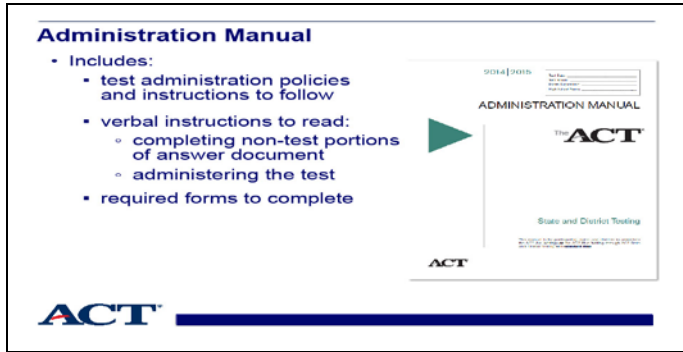 Administration Manual
• Includes:
▪ test administration policies
and instructions to follow
▪ verbal instructions to read:
◦ completing non-test portions
of answer document
◦ administering the test
▪ required forms to complete
2014|2015
ADMINISTRATION MANUAL
The ACT®
State and District Testing
ACT
ACT®